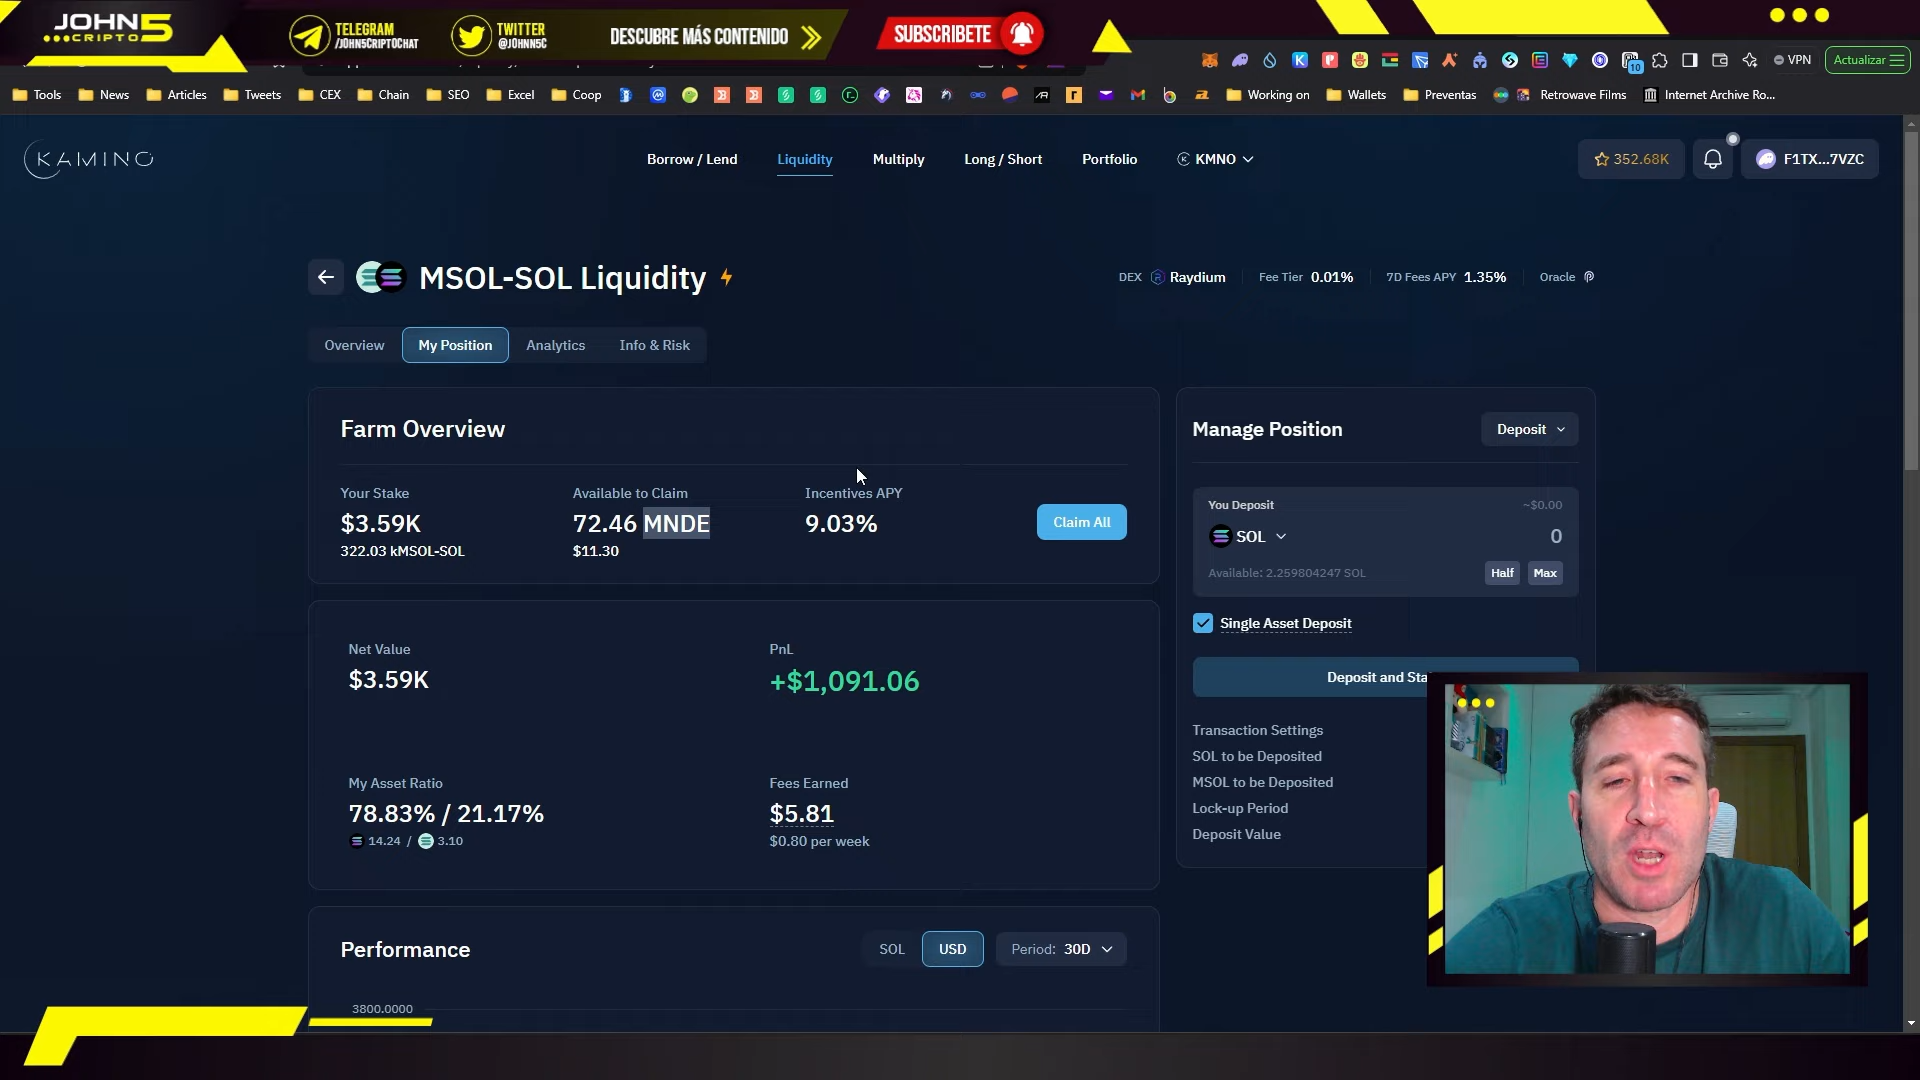 JOHN5
CRIPTO
TELEGRAM
/JOHN5CRIPTOCHAT
TWITTER
@JOHNN5C
DESCUBRE MÁS CONTENIDO
SUBSCRIBETE
10
VPN
Actualizar
Tools
News
Articles
Tweets
CEX
Chain
SEO
Excel
Coop
Working on
Wallets
Preventas
Retrowave Films
Internet Archive Ro...
KAMINO
Borrow / Lend
Liquidity
Multiply
Long / Short
Portfolio
KMNO
352.68K
F1TX...7VZC
MSOL-SOL Liquidity
DEX Raydium
Fee Tier 0.01%
7D Fees APY 1.35%
Oracle
Overview
My Position
Analytics
Info & Risk
Farm Overview
Your Stake
$3.59K
322.03 kMSOL-SOL
Available to Claim
72.46 MNDE
$11.30
Incentives APY
9.03%
Claim All
Net Value
$3.59K
PnL
+$1,091.06
My Asset Ratio
78.83% / 21.17%
14.24 / 3.10
Fees Earned
$5.81
$0.80 per week
Performance
SOL
USD
Period: 30D
3800.0000
Manage Position
Deposit
You Deposit
~$0.00
SOL
0
Available: 2.259804247 SOL
Half
Max
Single Asset Deposit
Deposit and Sta
Transaction Settings
SOL to be Deposited
MSOL to be Deposited
Lock-up Period
Deposit Value